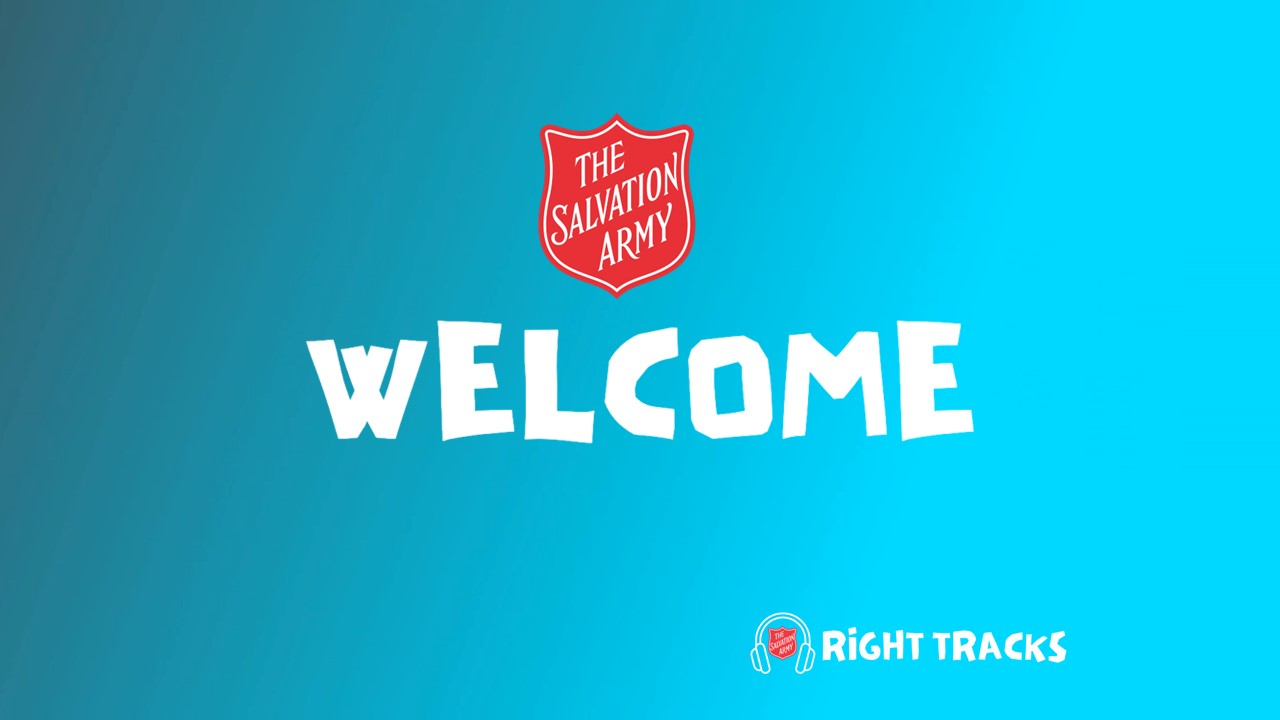 THE
SALVATION
ARMY
WELCOME
THE
SALVATION
ARMY
RiGHT TRACKS